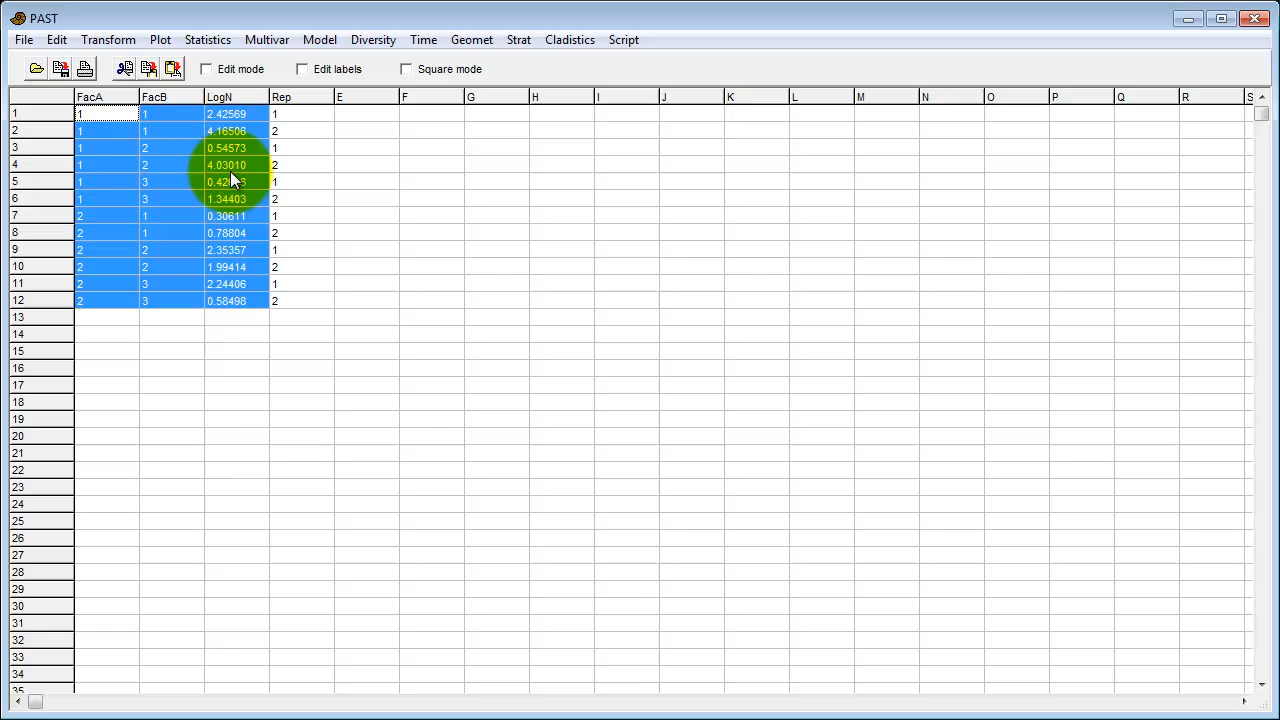 PAST
File Edit Transform Plot Statistics Multivar Model Diversity Time Geomet Strat Cladistics Script
Edit mode Edit labels Square mode
FacA FacB LogN Rep E F G H I J K L M N O P Q R S
1 1 1 2.42569 1
2 1 1 4.16506 2
3 1 2 0.54573 1
4 1 2 4.03010 2
5 1 3 1
6 1 3 1.34403 2
7 2 1 0.30611 1
8 2 1 0.78804 2
9 2 2 2.35357 1
10 2 2 1.99414 2
11 2 3 2.24406 1
12 2 3 0.58498 2
13
14
15
16
17
18
19
20
21
22
23
24
25
26
27
28
29
30
31
32
33
34
35